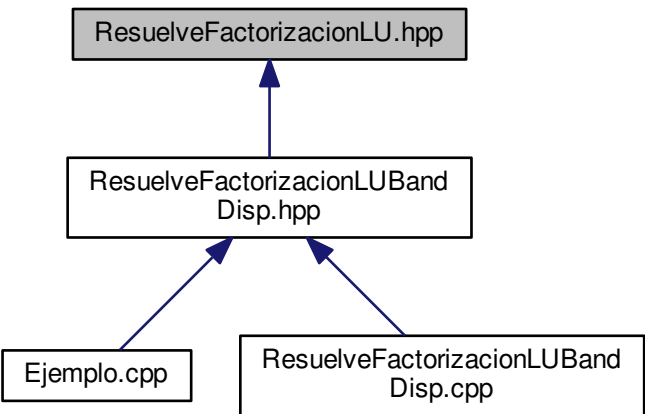 ResuelveFactorizacionLU.hpp
ResuelveFactorizacionLUBand
Disp.hpp
Ejemplo.cpp
ResuelveFactorizacionLUBand
Disp.cpp